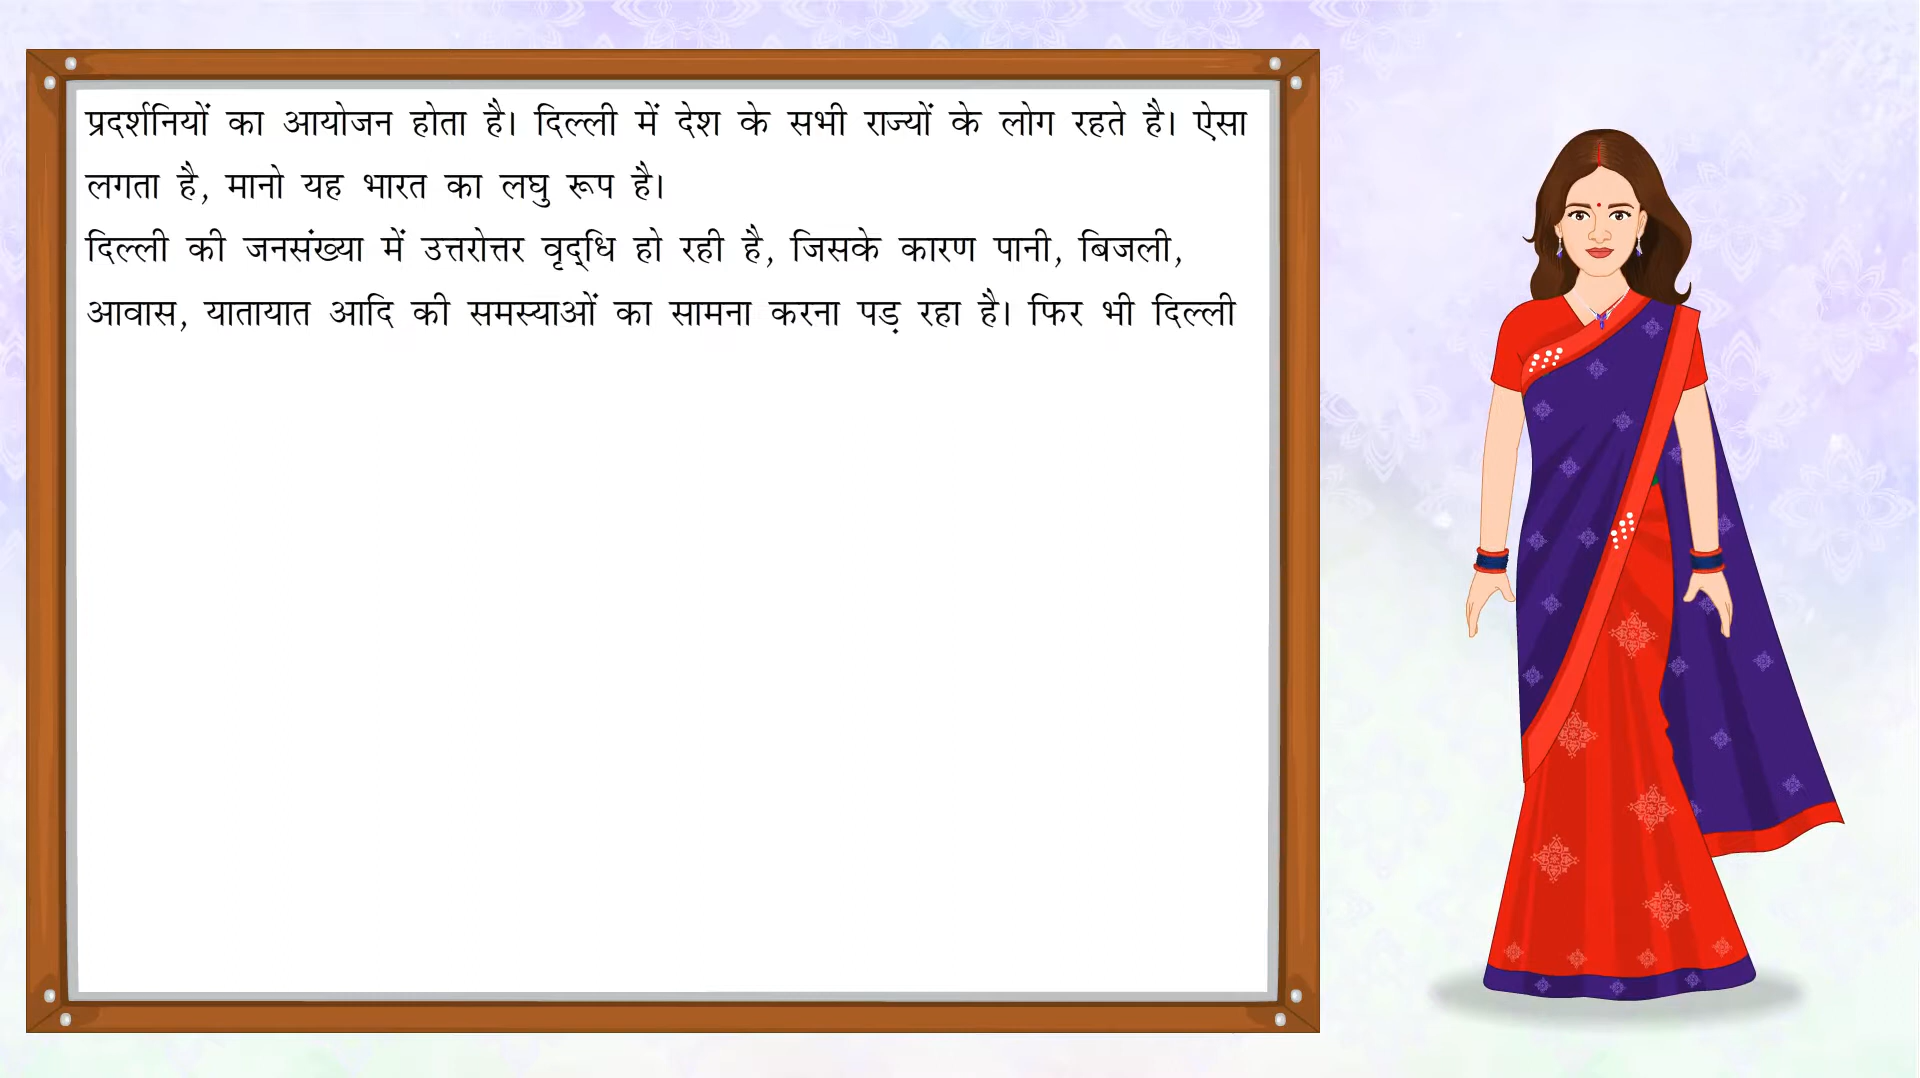 प्रदर्शनियों का आयोजन होता है। दिल्ली में देश के सभी राज्यों के लोग रहते है। ऐसा
लगता है, मानो यह भारत का लघु रूप है।
दिल्ली की जनसंख्या में उत्तरोत्तर वृद्‌धि हो रही है, जिसके कारण पानी, बिजली,
आवास, यातायात आदि की समस्याओं का सामना करना पड़ रहा है। फिर भी दिल्ली